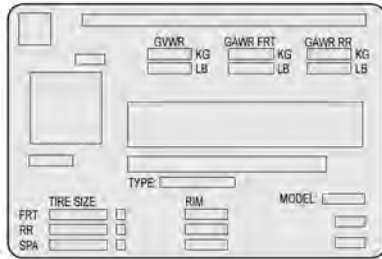 GVWR GAWR FRT GAWR RR
KG KG KG
LB LB LB
TYPE:
MODEL:
TIRE SIZE RIM
FRT
RR
SPA